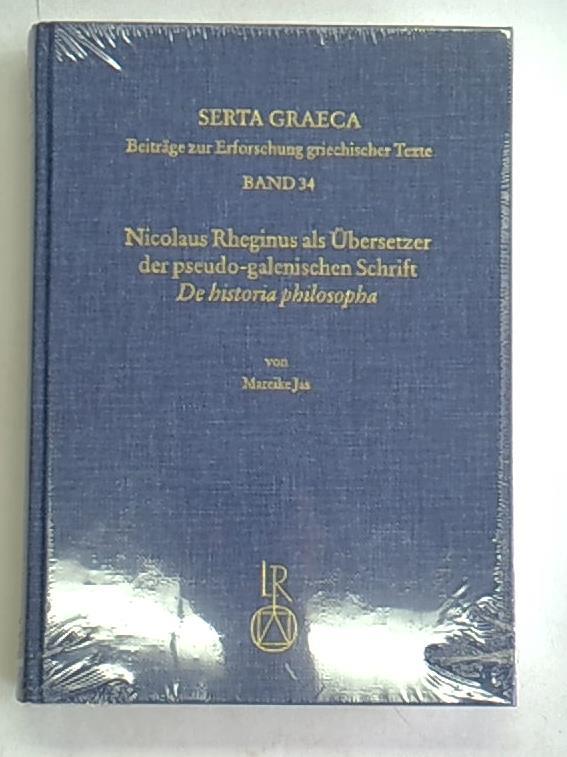 SERTA GRAECA
Beiträge zur Erforschung griechischer Texte
BAND 34
Nicolaus Rheginus als Übersetzer
der pseudo-galenischen Schrift
De historia philosopha
von
Mareike Jas
LR